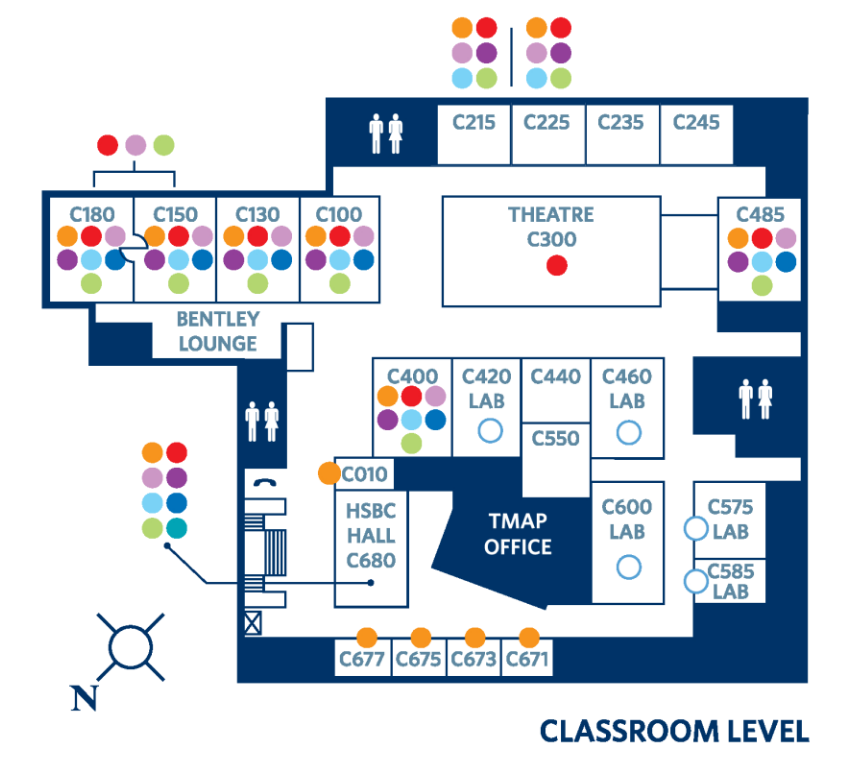 C215
C225
C235
C245
C180
C150
C130
C100
THEATRE
C300
C485
BENTLEY
LOUNGE
C400
C420
LAB
C440
C460
LAB
C550
C010
HSBC
HALL
C680
TMAP
OFFICE
C600
LAB
C575
LAB
C585
LAB
C677
C675
C673
C671
N
CLASSROOM LEVEL